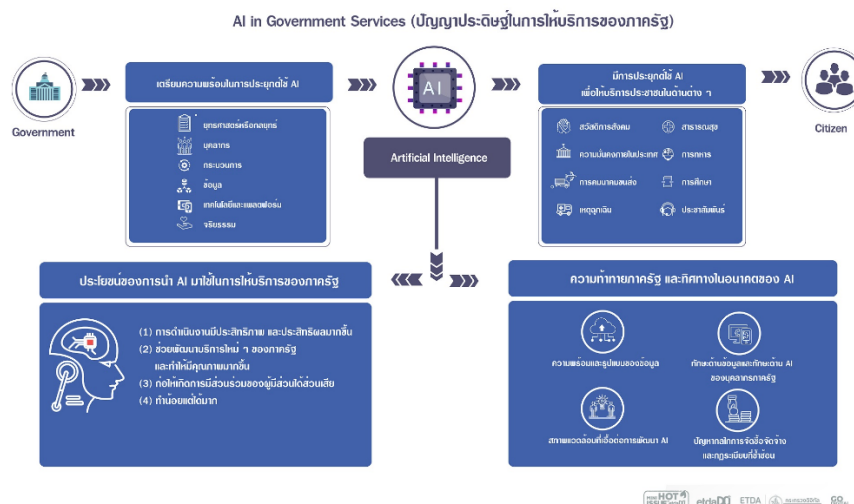 AI in Government Services (ปัญญาประดิษฐ์ในการให้บริการของภาครัฐ)
Government
เตรียมความพร้อมในการประยุกต์ใช้ AI
ยุทธศาสตร์หรือกลยุทธ์
บุคลากร
กระบวนการ
ข้อมูล
เทคโนโลยีและแพลตฟอร์ม
จริยธรรม
AI
Artificial Intelligence
มีการประยุกต์ใช้ AI
เพื่อให้บริการประชาชนในด้านต่าง ๆ
สวัสดิการสังคม
สาธารณสุข
ความมั่นคงภายในประเทศ
การทหาร
การคมนาคมขนส่ง
การศึกษา
เหตุฉุกเฉิน
ประชาสัมพันธ์
Citizen
ประโยชน์ของการนำ AI มาใช้ในการให้บริการของภาครัฐ
(1) การดำเนินงานมีประสิทธิภาพ และประสิทธิผลมากขึ้น
(2) ช่วยพัฒนาบริการใหม่ ๆ ของภาครัฐ
และทำให้มีคุณภาพมากขึ้น
(3) ก่อให้เกิดการมีส่วนร่วมของผู้มีส่วนได้ส่วนเสีย
(4) ทำน้อยแต่ได้มาก
ความท้าทายภาครัฐ และทิศทางในอนาคตของ AI
ความพร้อมและรูปแบบของข้อมูล
ทักษะด้านข้อมูลและทักษะด้าน AI
ของบุคลากรภาครัฐ
สภาพแวดล้อมที่เอื้อต่อการพัฒนา AI
ปัญหากลไกการจัดซื้อจัดจ้าง
และกฎระเบียบที่ซ้ำซ้อน
HOT
etda
ETDA